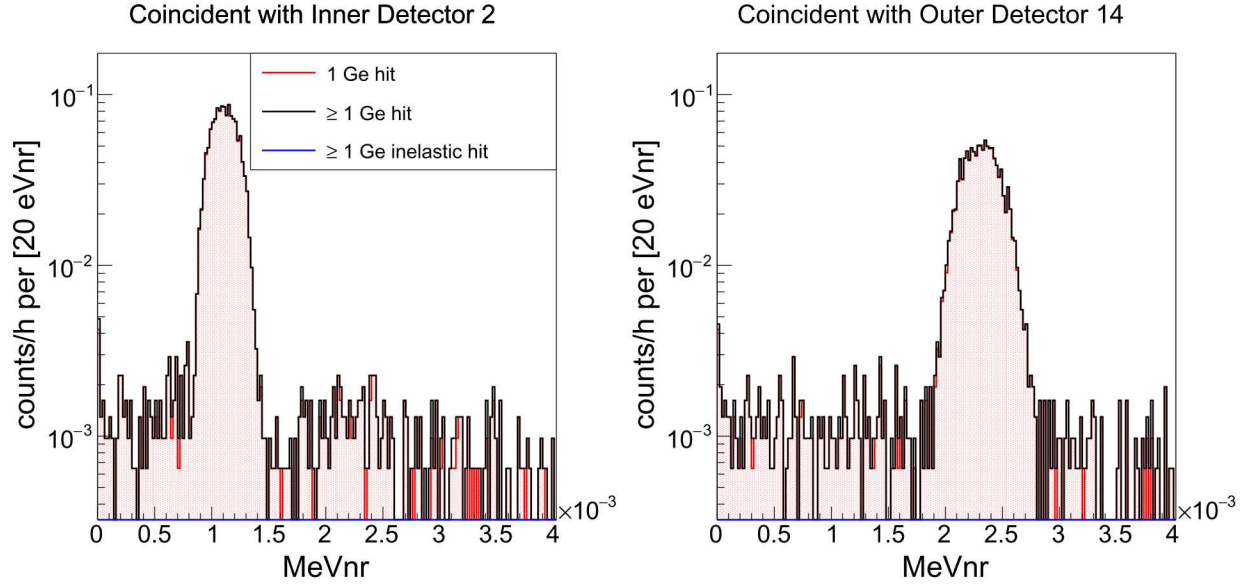 Coincident with Inner Detector 2
counts/h per [20 eVnr]
10⁻¹
10⁻²
10⁻³
1 Ge hit
≥ 1 Ge hit
≥ 1 Ge inelastic hit
0 0.5 1 1.5 2 2.5 3 3.5 4
×10⁻³
MeVnr
Coincident with Outer Detector 14
counts/h per [20 eVnr]
10⁻¹
10⁻²
10⁻³
0 0.5 1 1.5 2 2.5 3 3.5 4
×10⁻³
MeVnr